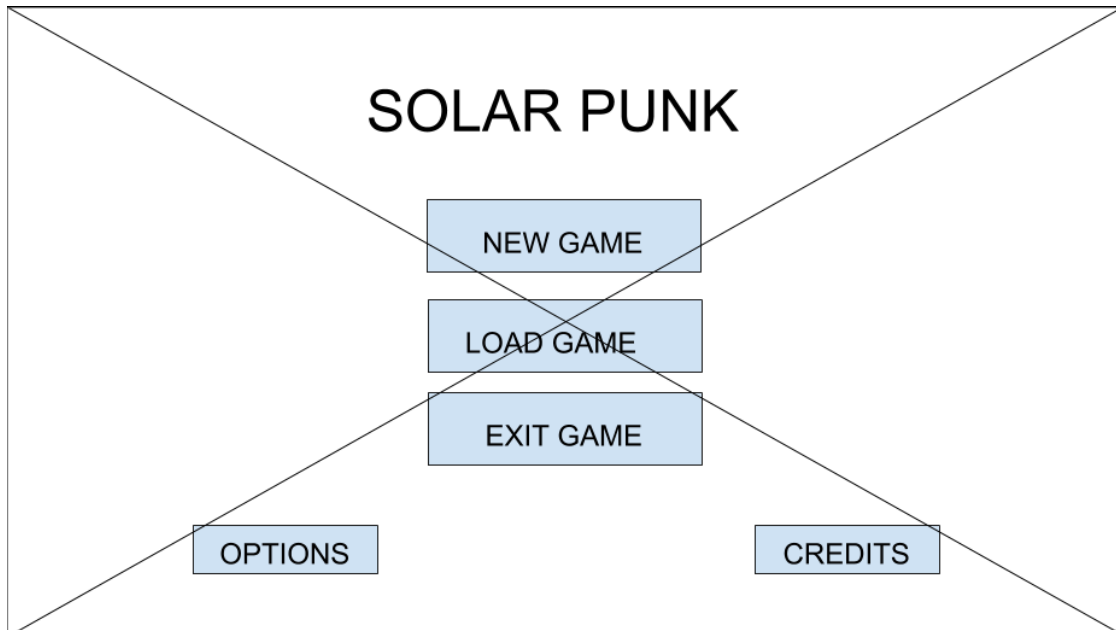 SOLAR PUNK
NEW GAME
LOAD GAME
EXIT GAME
OPTIONS
CREDITS